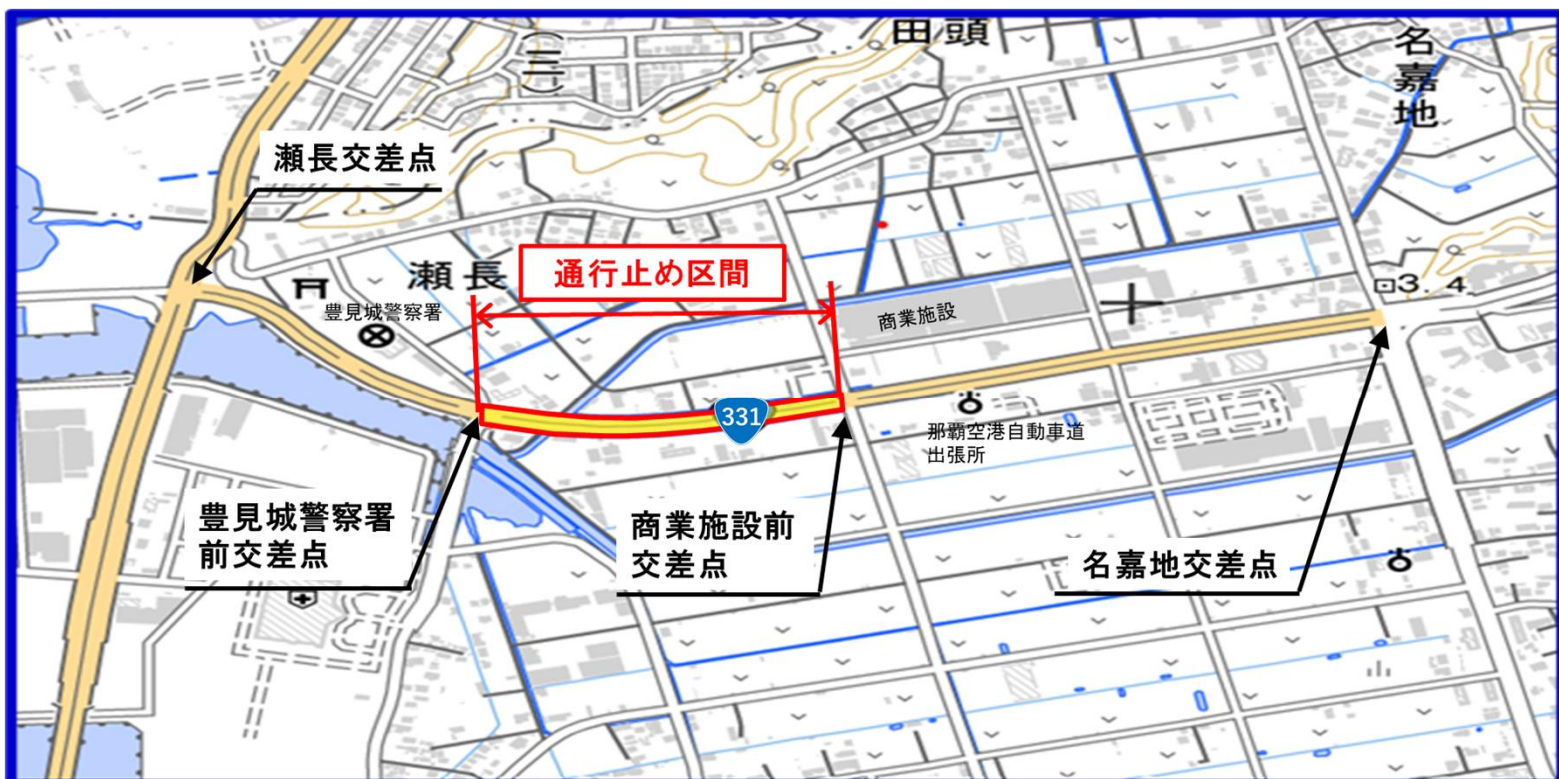 田頭
名嘉地
(二)
瀬長交差点
瀬長
通行止め区間
豊見城警察署
商業施設
3.4
331
那覇空港自動車道
出張所
豊見城警察署
前交差点
商業施設前
交差点
名嘉地交差点